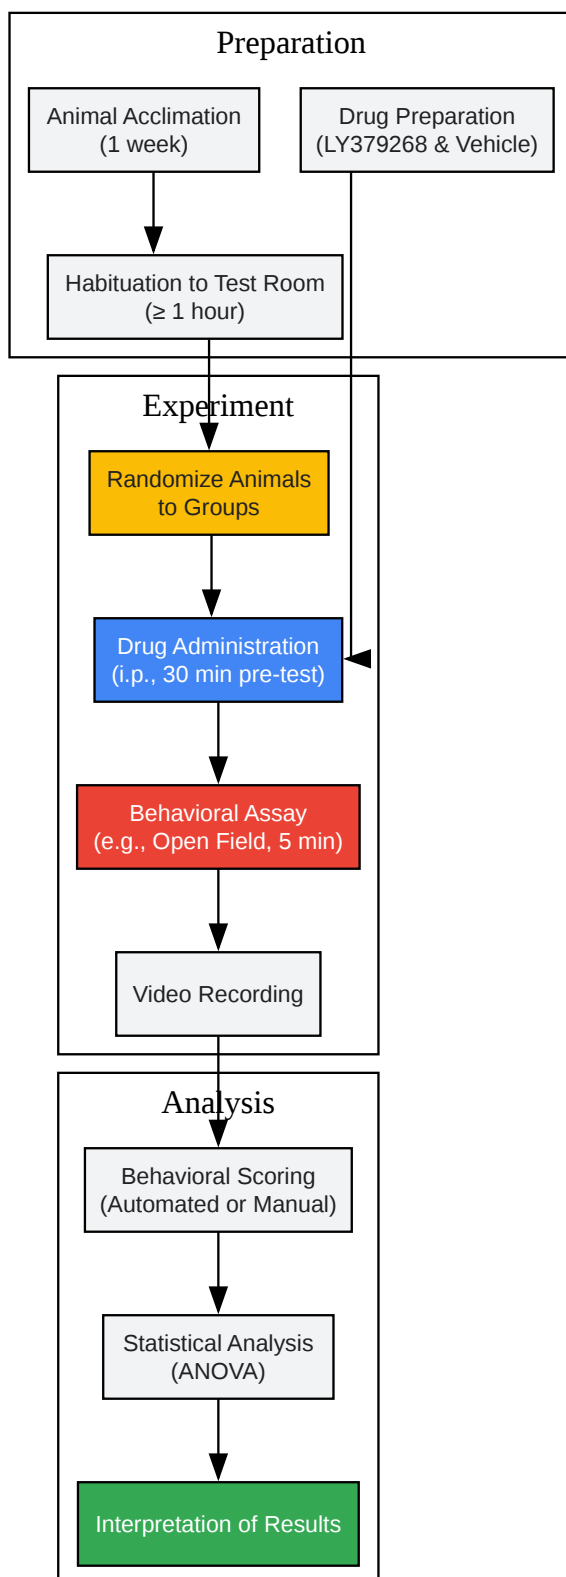 Preparation
Animal Acclimation
(1 week)
Drug Preparation
(LY379268 & Vehicle)
Habituation to Test Room
(≥ 1 hour)
Experiment
Randomize Animals
to Groups
Drug Administration
(i.p., 30 min pre-test)
Behavioral Assay
(e.g., Open Field, 5 min)
Video Recording
Analysis
Behavioral Scoring
(Automated or Manual)
Statistical Analysis
(ANOVA)
Interpretation of Results